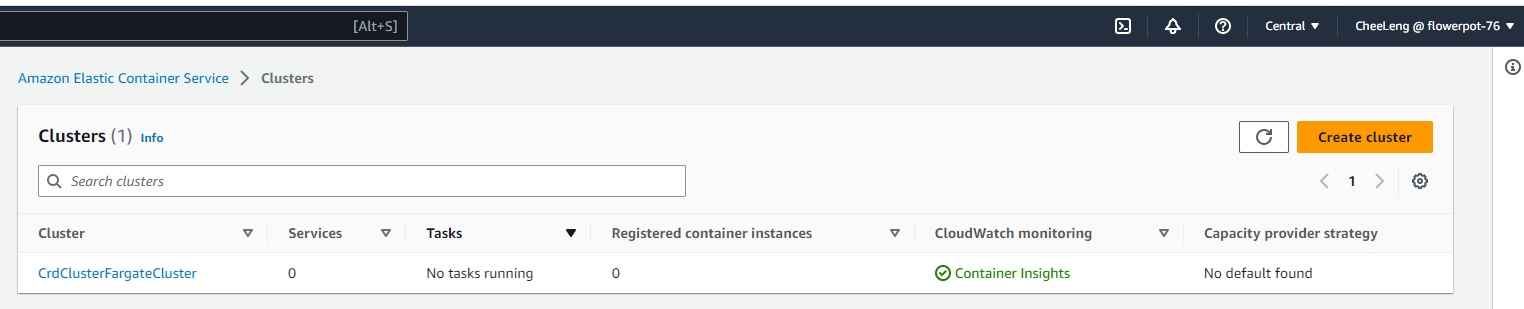 [Alt+S] Central CheeLeng @ flowerpot-76
Amazon Elastic Container Service Clusters
Clusters (1) Info Create cluster
Search clusters 1
Cluster Services Tasks Registered container instances CloudWatch monitoring Capacity provider strategy
CrdClusterFargateCluster 0 No tasks running 0 Container Insights No default found